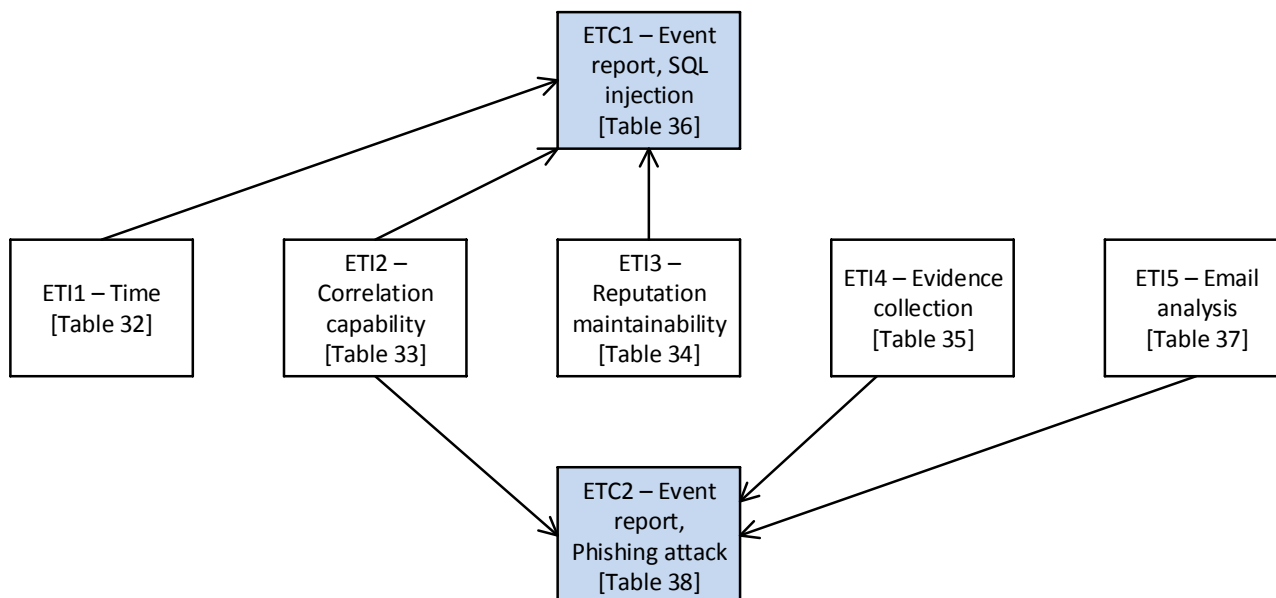 ETC1 – Event
report, SQL
injection
[Table 36]
ETI1 – Time
[Table 32]
ETI2 –
Correlation
capability
[Table 33]
ETI3 –
Reputation
maintainability
[Table 34]
ETI4 – Evidence
collection
[Table 35]
ETI5 – Email
analysis
[Table 37]
ETC2 – Event
report,
Phishing attack
[Table 38]